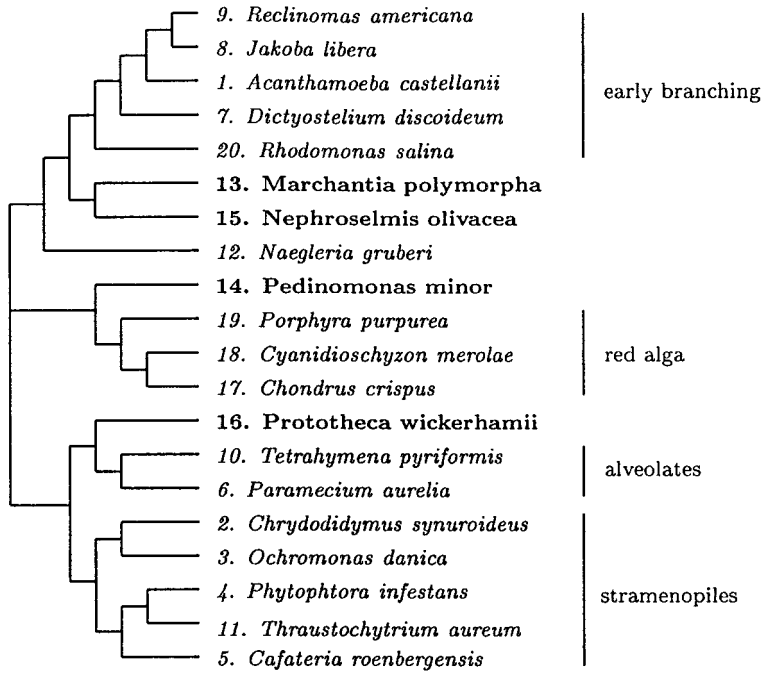 9. Reclinomas americana
8. Jakoba libera
1. Acanthamoeba castellanii
early branching
7. Dictyostelium discoideum
20. Rhodomonas salina
13. Marchantia polymorpha
15. Nephroselmis olivacea
12. Naegleria gruberi
14. Pedinomonas minor
19. Porphyra purpurea
18. Cyanidioschyzon merolae
red alga
17. Chondrus crispus
16. Prototheca wickerhamii
10. Tetrahymena pyriformis
alveolates
6. Paramecium aurelia
2. Chrydodidymus synuroideus
3. Ochromonas danica
4. Phytophtora infestans
stramenopiles
11. Thraustochytrium aureum
5. Cafateria roenbergensis